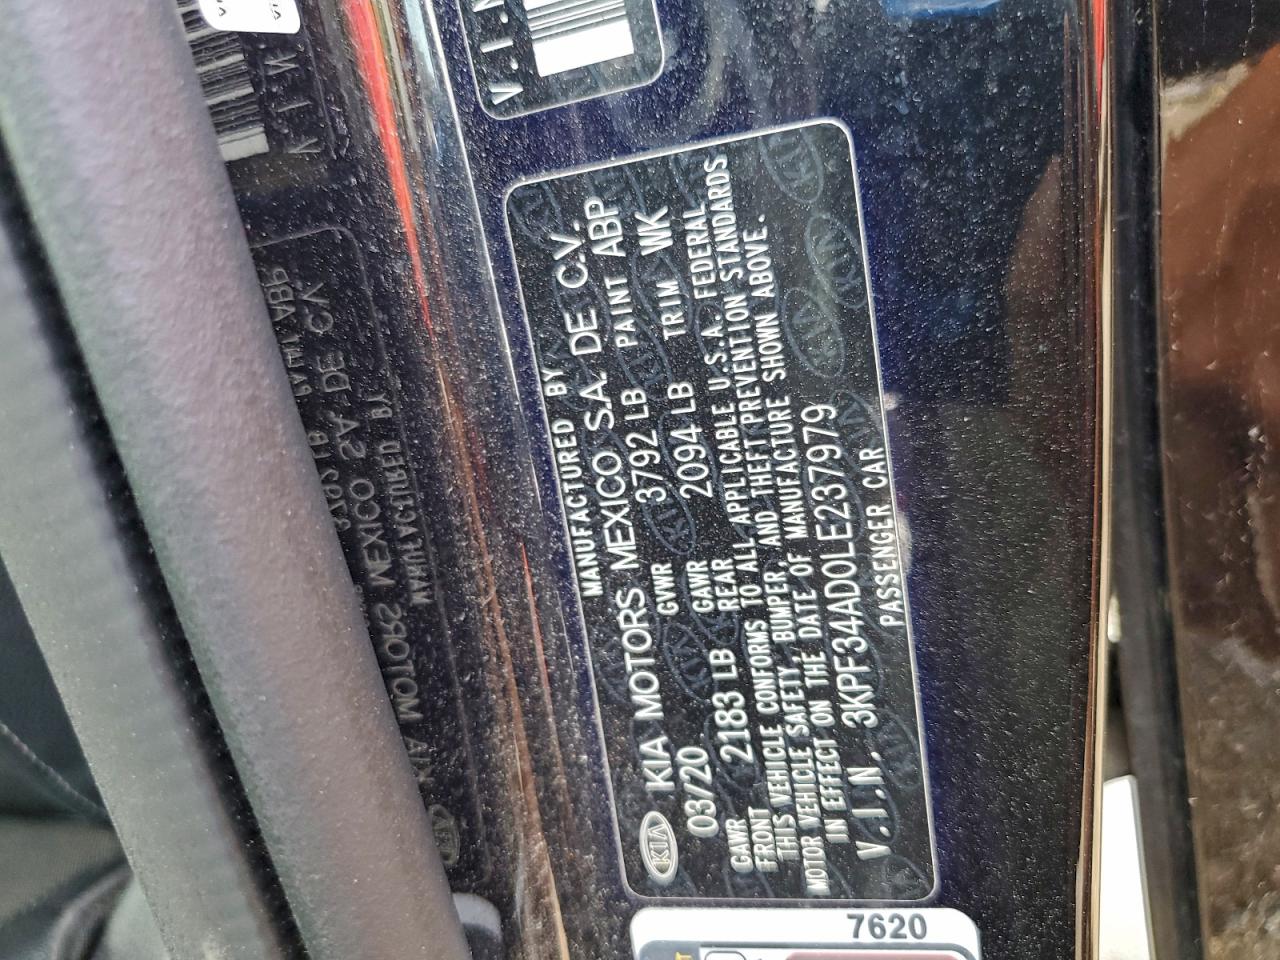 V.I.N
MANUFACTURED BY
KIA KIA MOTORS MEXICO S.A. DE C.V.
03/20 GVWR 3792 LB PAINT ABP
GAWR FRONT 2183 LB GAWR REAR 2094 LB TRIM WK
THIS VEHICLE CONFORMS TO ALL APPLICABLE U.S.A. FEDERAL
MOTOR VEHICLE SAFETY, BUMPER, AND THEFT PREVENTION STANDARDS
IN EFFECT ON THE DATE OF MANUFACTURE SHOWN ABOVE.
V.I.N. 3KPF34AD0LE237979
PASSENGER CAR
7620